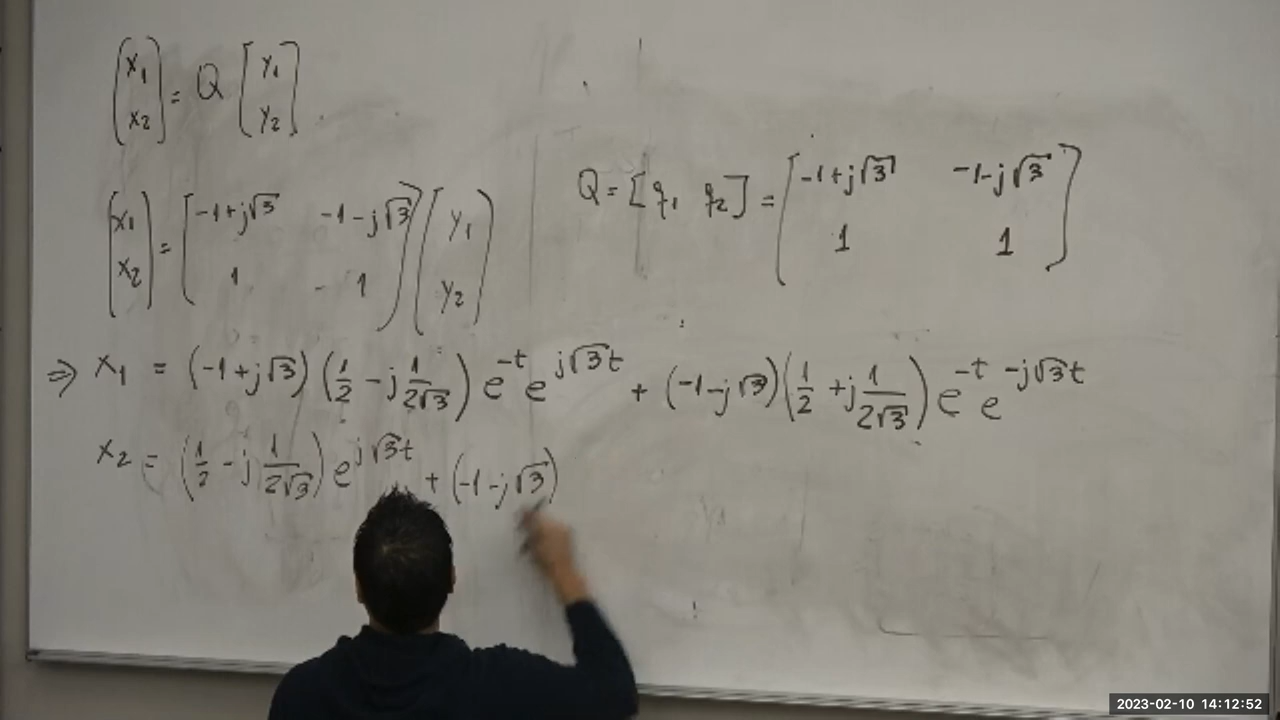 [x₁ x₂] = Q [y₁ y₂]
Q = [q₁ q₂] = [-1+j√3 -1-j√3
1 1]
[x₁ x₂] = [-1+j√3 -1-j√3
1 1] [y₁ y₂]
⇒ x₁ = (-1+j√3) (1/2 - j 1/(2√3)) e^(-t) e^(j√3t) + (-1-j√3) (1/2 + j 1/(2√3)) e^(-t) e^(-j√3t)
x₂ = (1/2 - j 1/(2√3)) e^(j√3t) + (-1-j√3)
2023-02-10 14:12:52